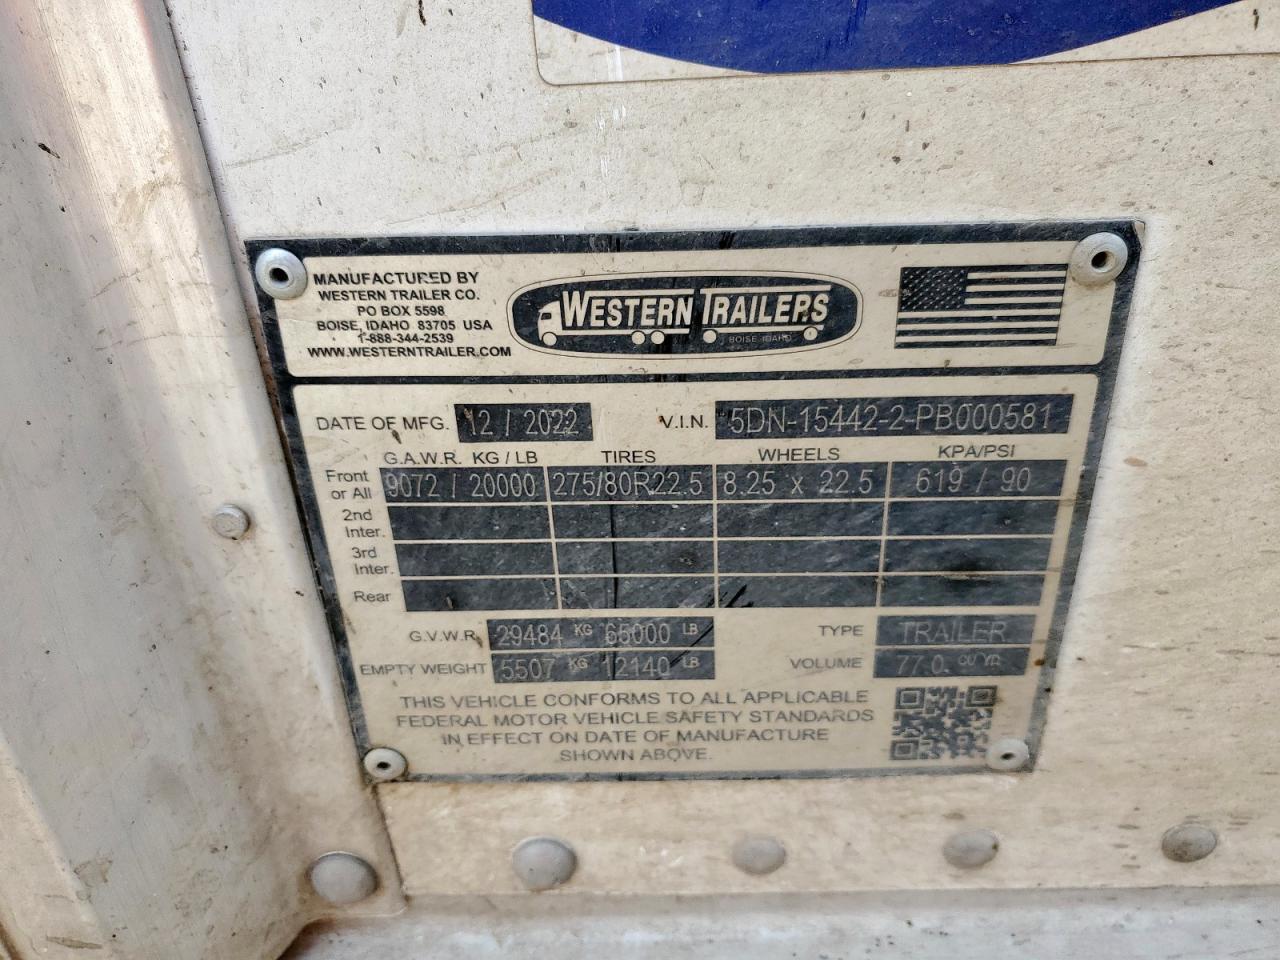 MANUFACTURED BY
WESTERN TRAILER CO.
PO BOX 5598
BOISE, IDAHO 83705 USA
1-888-344-2539
WWW.WESTERNTRAILER.COM
WESTERN TRAILERS
BOISE IDAHO
DATE OF MFG. 12 / 2022 V.I.N. 5DN-15442-2-PB000581
G.A.W.R. KG / LB TIRES WHEELS KPA/PSI
Front or All 9072 / 20000 275/80R22.5 8.25 x 22.5 619 / 90
2nd Inter.
3rd Inter.
Rear
G.V.W.R. 29484 KG 65000 LB TYPE TRAILER
EMPTY WEIGHT 5507 KG 12140 LB VOLUME 77.0 CU YD
THIS VEHICLE CONFORMS TO ALL APPLICABLE
FEDERAL MOTOR VEHICLE SAFETY STANDARDS
IN EFFECT ON DATE OF MANUFACTURE
SHOWN ABOVE.